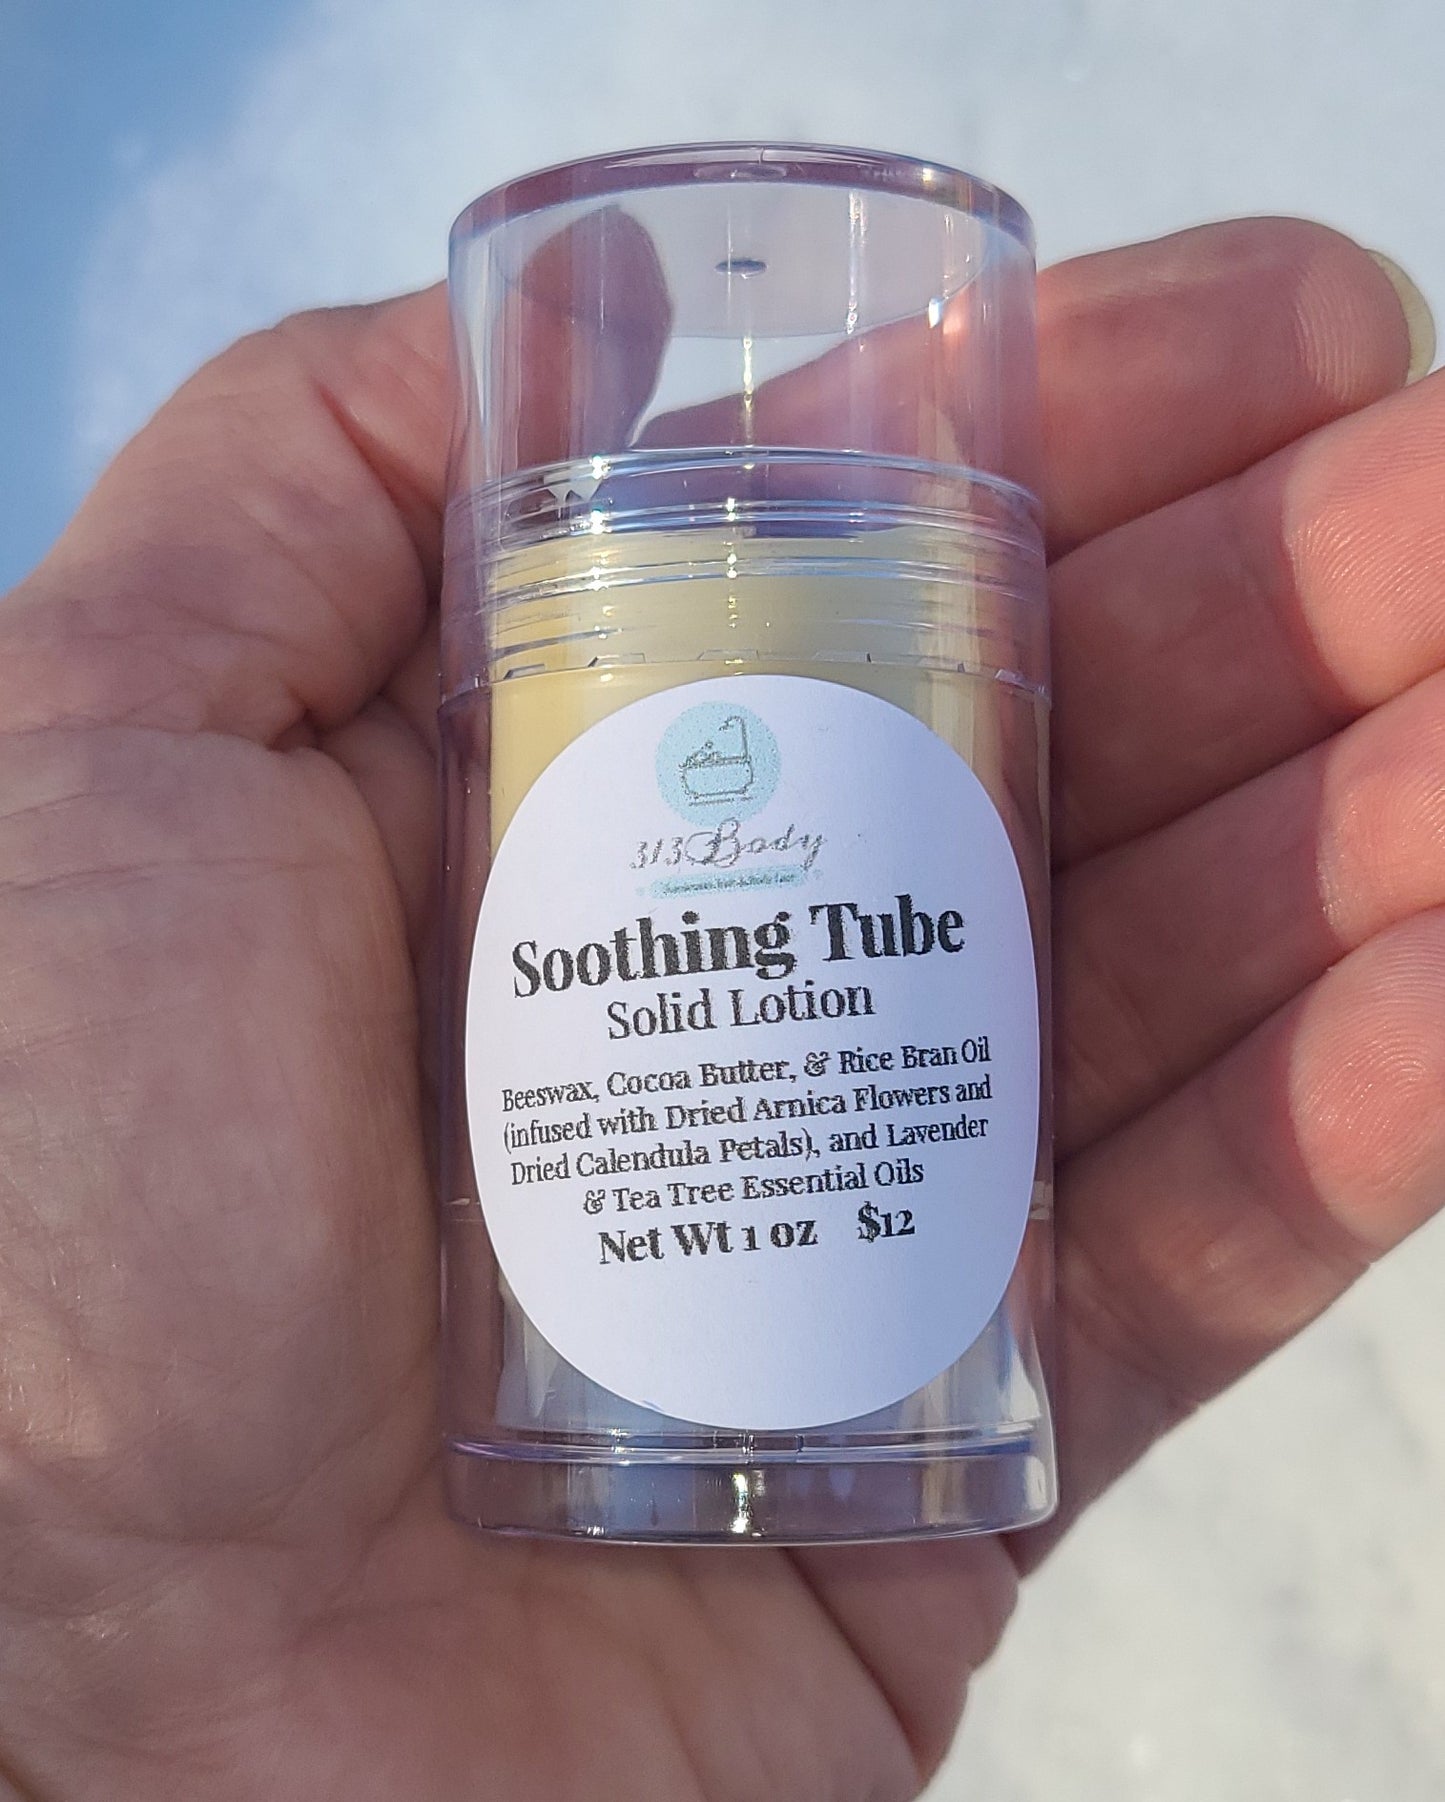 313 Body
Soothing Tube
Solid Lotion
Beeswax, Cocoa Butter, & Rice Bran Oil
(infused with Dried Arnica Flowers and
Dried Calendula Petals), and Lavender
& Tea Tree Essential Oils
Net Wt 1 oz $12